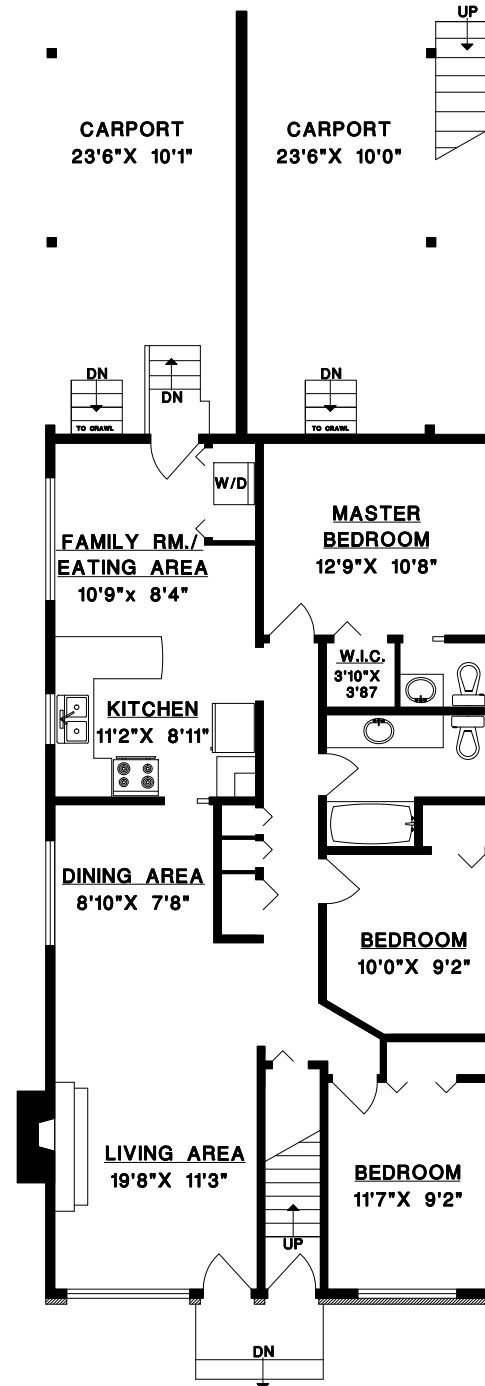 UP
CARPORT
23'6"X 10'1"
CARPORT
23'6"X 10'0"
DN
DN
DN
TO CRAWL
TO CRAWL
W/D
FAMILY RM./
EATING AREA
10'9"x 8'4"
MASTER
BEDROOM
12'9"X 10'8"
W.I.C.
3'10"X
3'87
KITCHEN
11'2"X 8'11"
DINING AREA
8'10"X 7'8"
BEDROOM
10'0"X 9'2"
LIVING AREA
19'8"X 11'3"
BEDROOM
11'7"X 9'2"
UP
DN